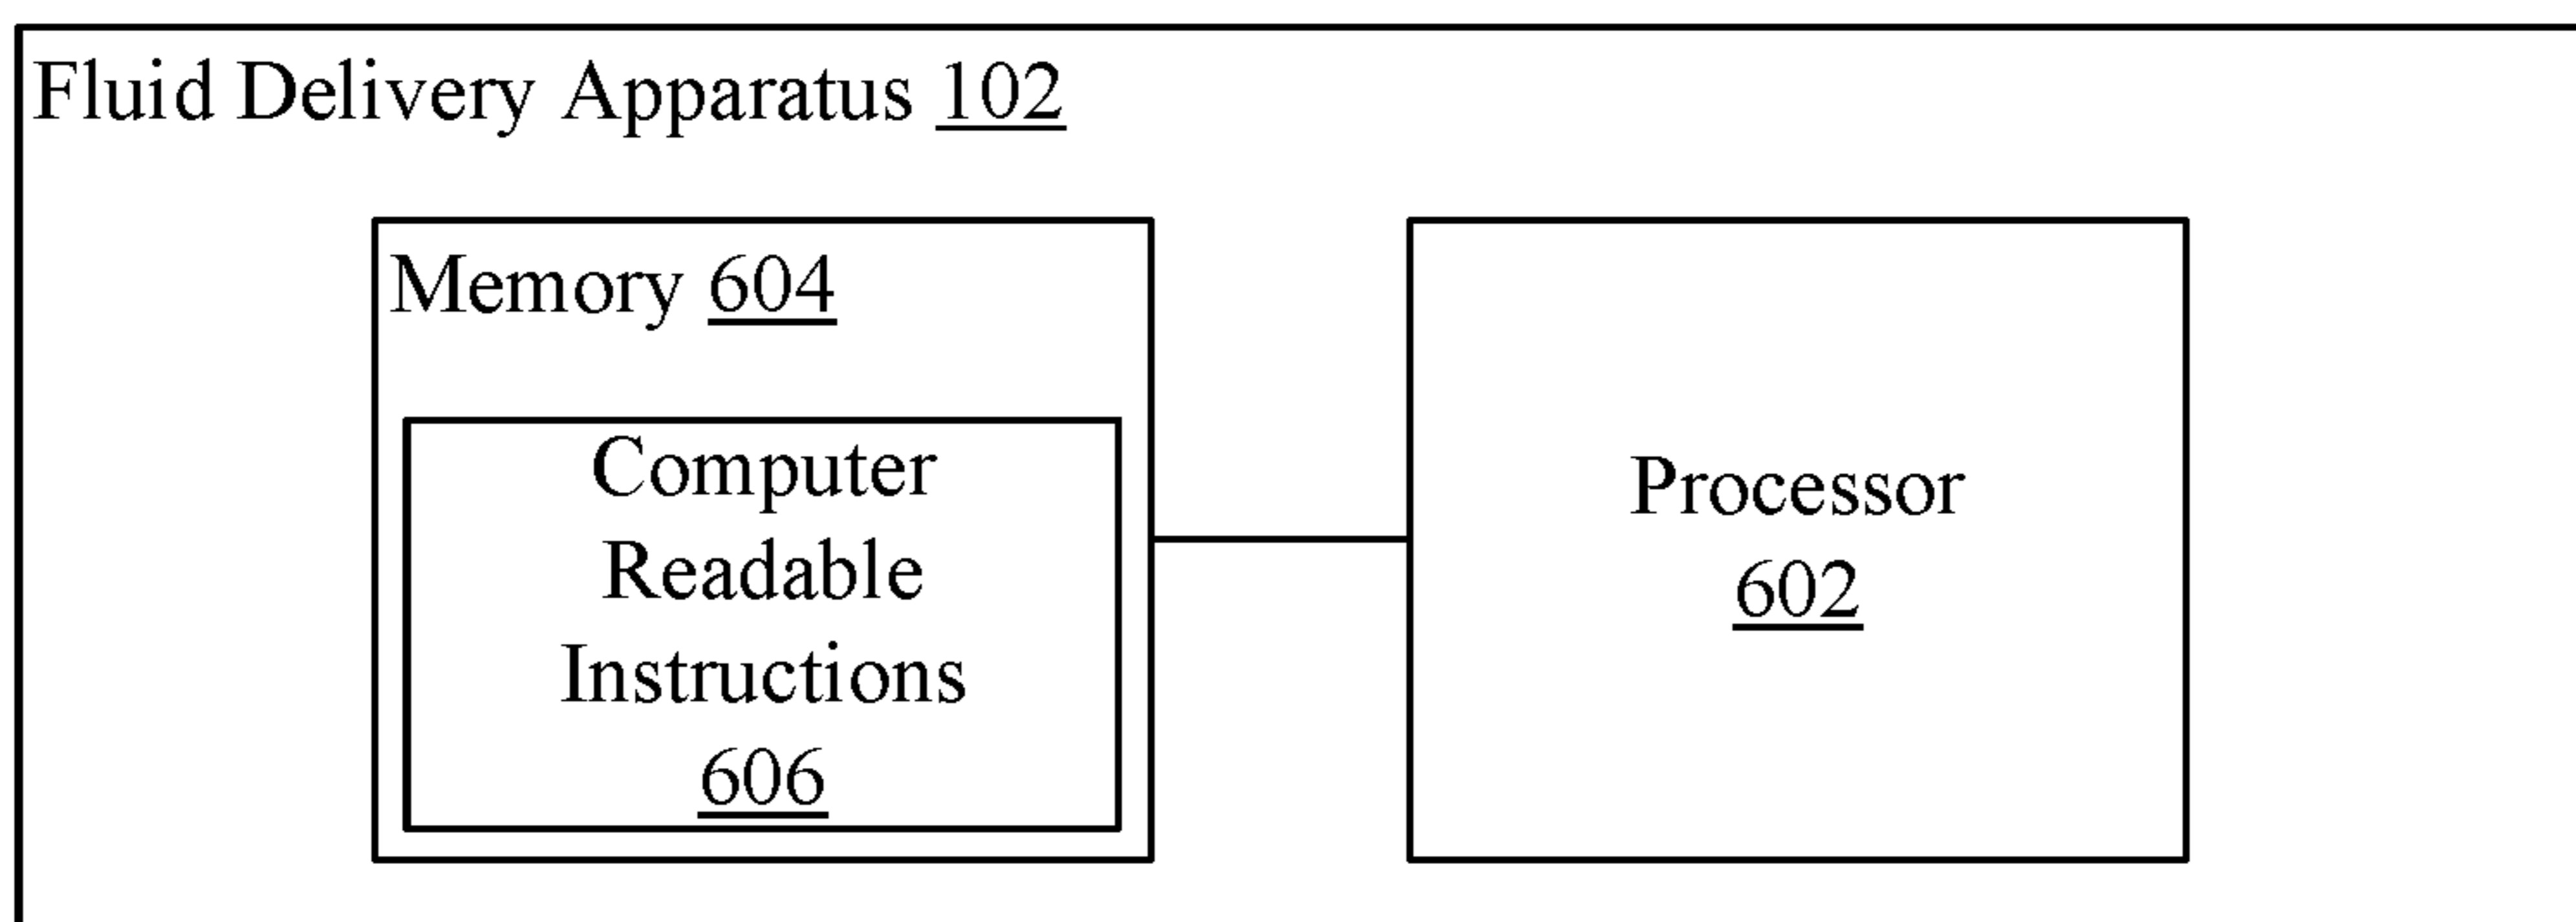 Fluid Delivery Apparatus 102
Memory 604
Computer
Readable
Instructions
606
Processor
602